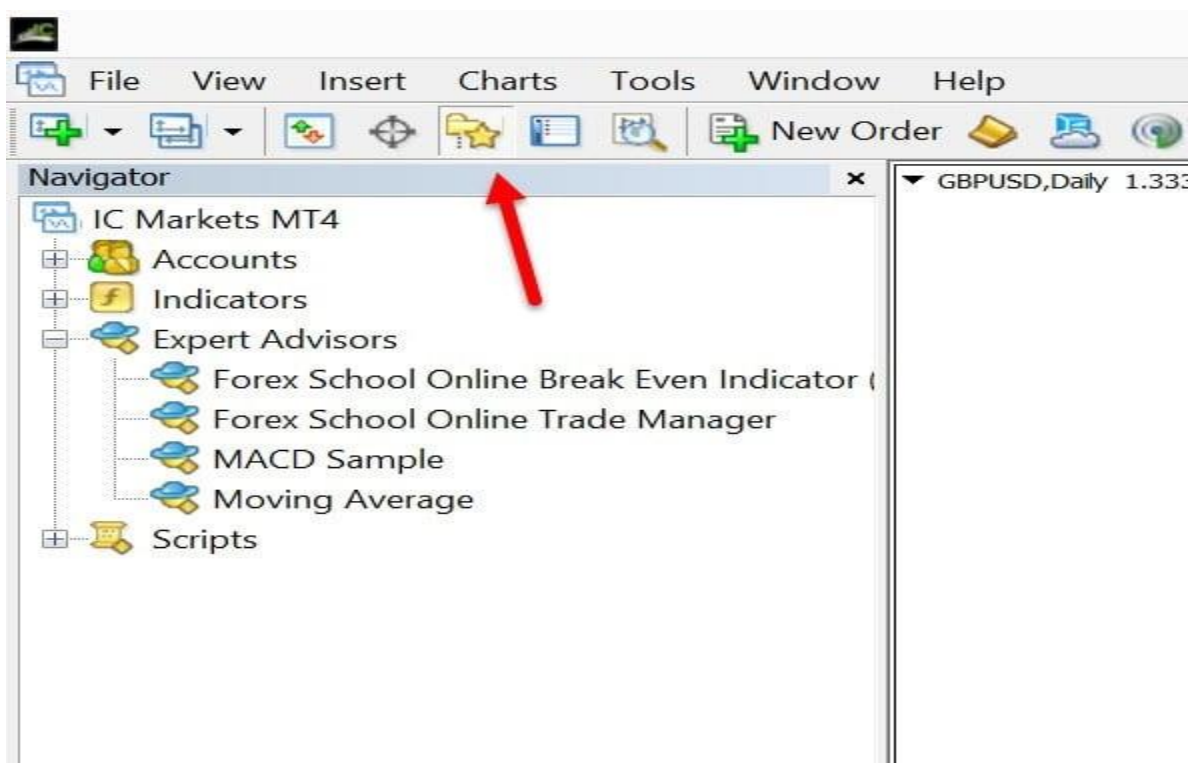 File View Insert Charts Tools Window Help
New Order
Navigator
GBPUSD,Daily 1.333
IC Markets MT4
Accounts
Indicators
Expert Advisors
Forex School Online Break Even Indicator (
Forex School Online Trade Manager
MACD Sample
Moving Average
Scripts